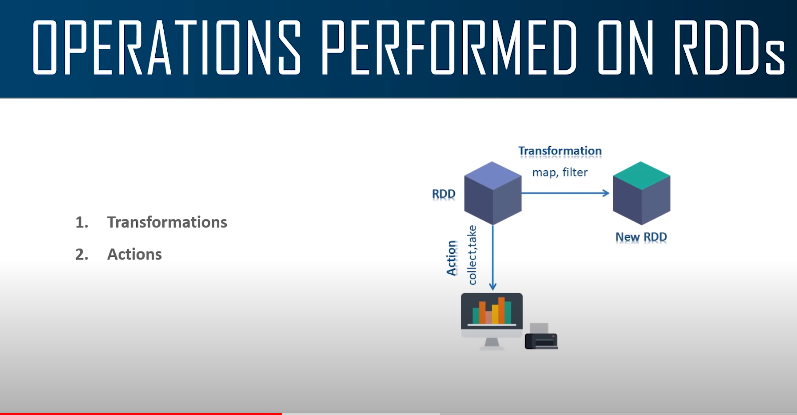 OPERATIONS PERFORMED ON RDDs
1. Transformations
2. Actions
Transformation
map, filter
RDD
New RDD
Action
collect,take